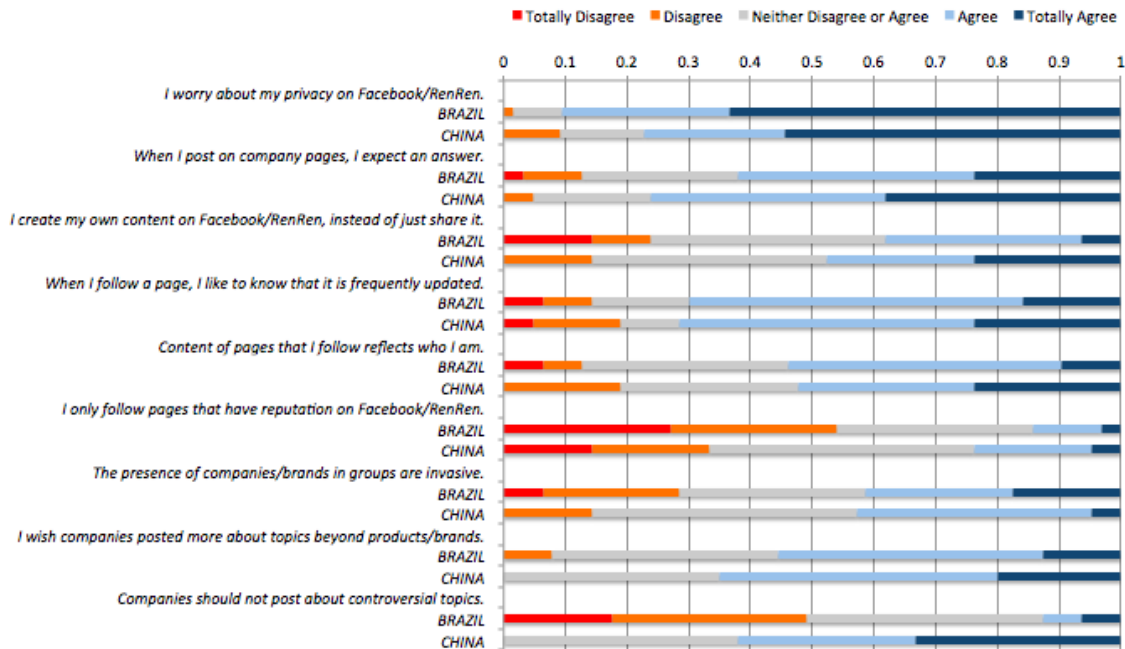 Totally Disagree Disagree Neither Disagree or Agree Agree Totally Agree
0 0.1 0.2 0.3 0.4 0.5 0.6 0.7 0.8 0.9 1
I worry about my privacy on Facebook/RenRen.
BRAZIL
CHINA
When I post on company pages, I expect an answer.
BRAZIL
CHINA
I create my own content on Facebook/RenRen, instead of just share it.
BRAZIL
CHINA
When I follow a page, I like to know that it is frequently updated.
BRAZIL
CHINA
Content of pages that I follow reflects who I am.
BRAZIL
CHINA
I only follow pages that have reputation on Facebook/RenRen.
BRAZIL
CHINA
The presence of companies/brands in groups are invasive.
BRAZIL
CHINA
I wish companies posted more about topics beyond products/brands.
BRAZIL
CHINA
Companies should not post about controversial topics.
BRAZIL
CHINA